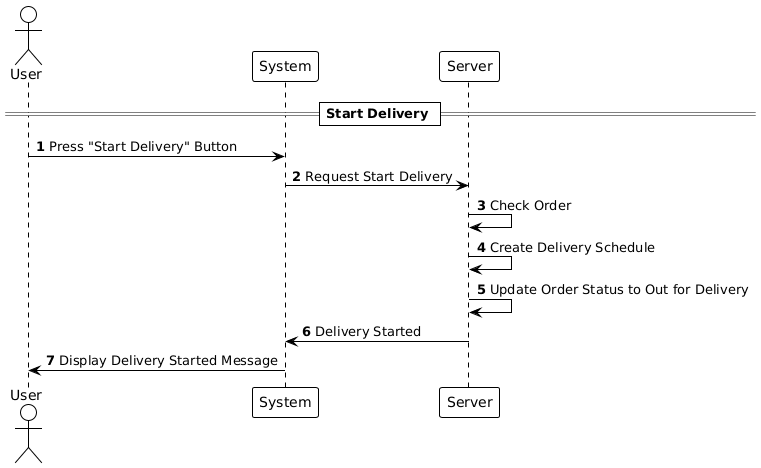 User
System
Server
Start Delivery
1 Press "Start Delivery" Button
2 Request Start Delivery
3 Check Order
4 Create Delivery Schedule
5 Update Order Status to Out for Delivery
6 Delivery Started
7 Display Delivery Started Message
User
System
Server